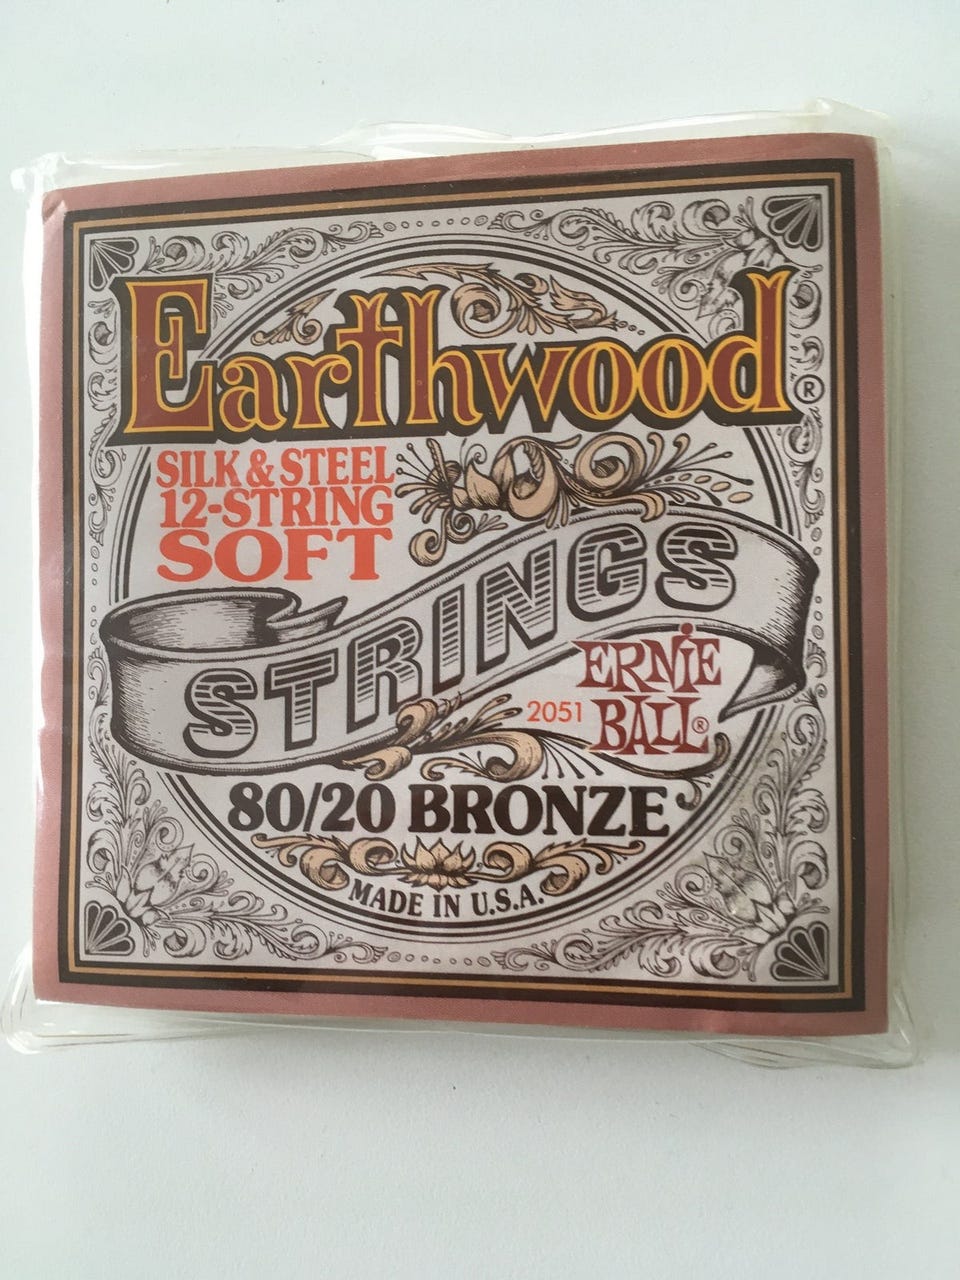 Earthwood®
SILK & STEEL
12-STRING
SOFT
STRINGS
ERNIE
BALL®
2051
80/20 BRONZE
MADE IN U.S.A.